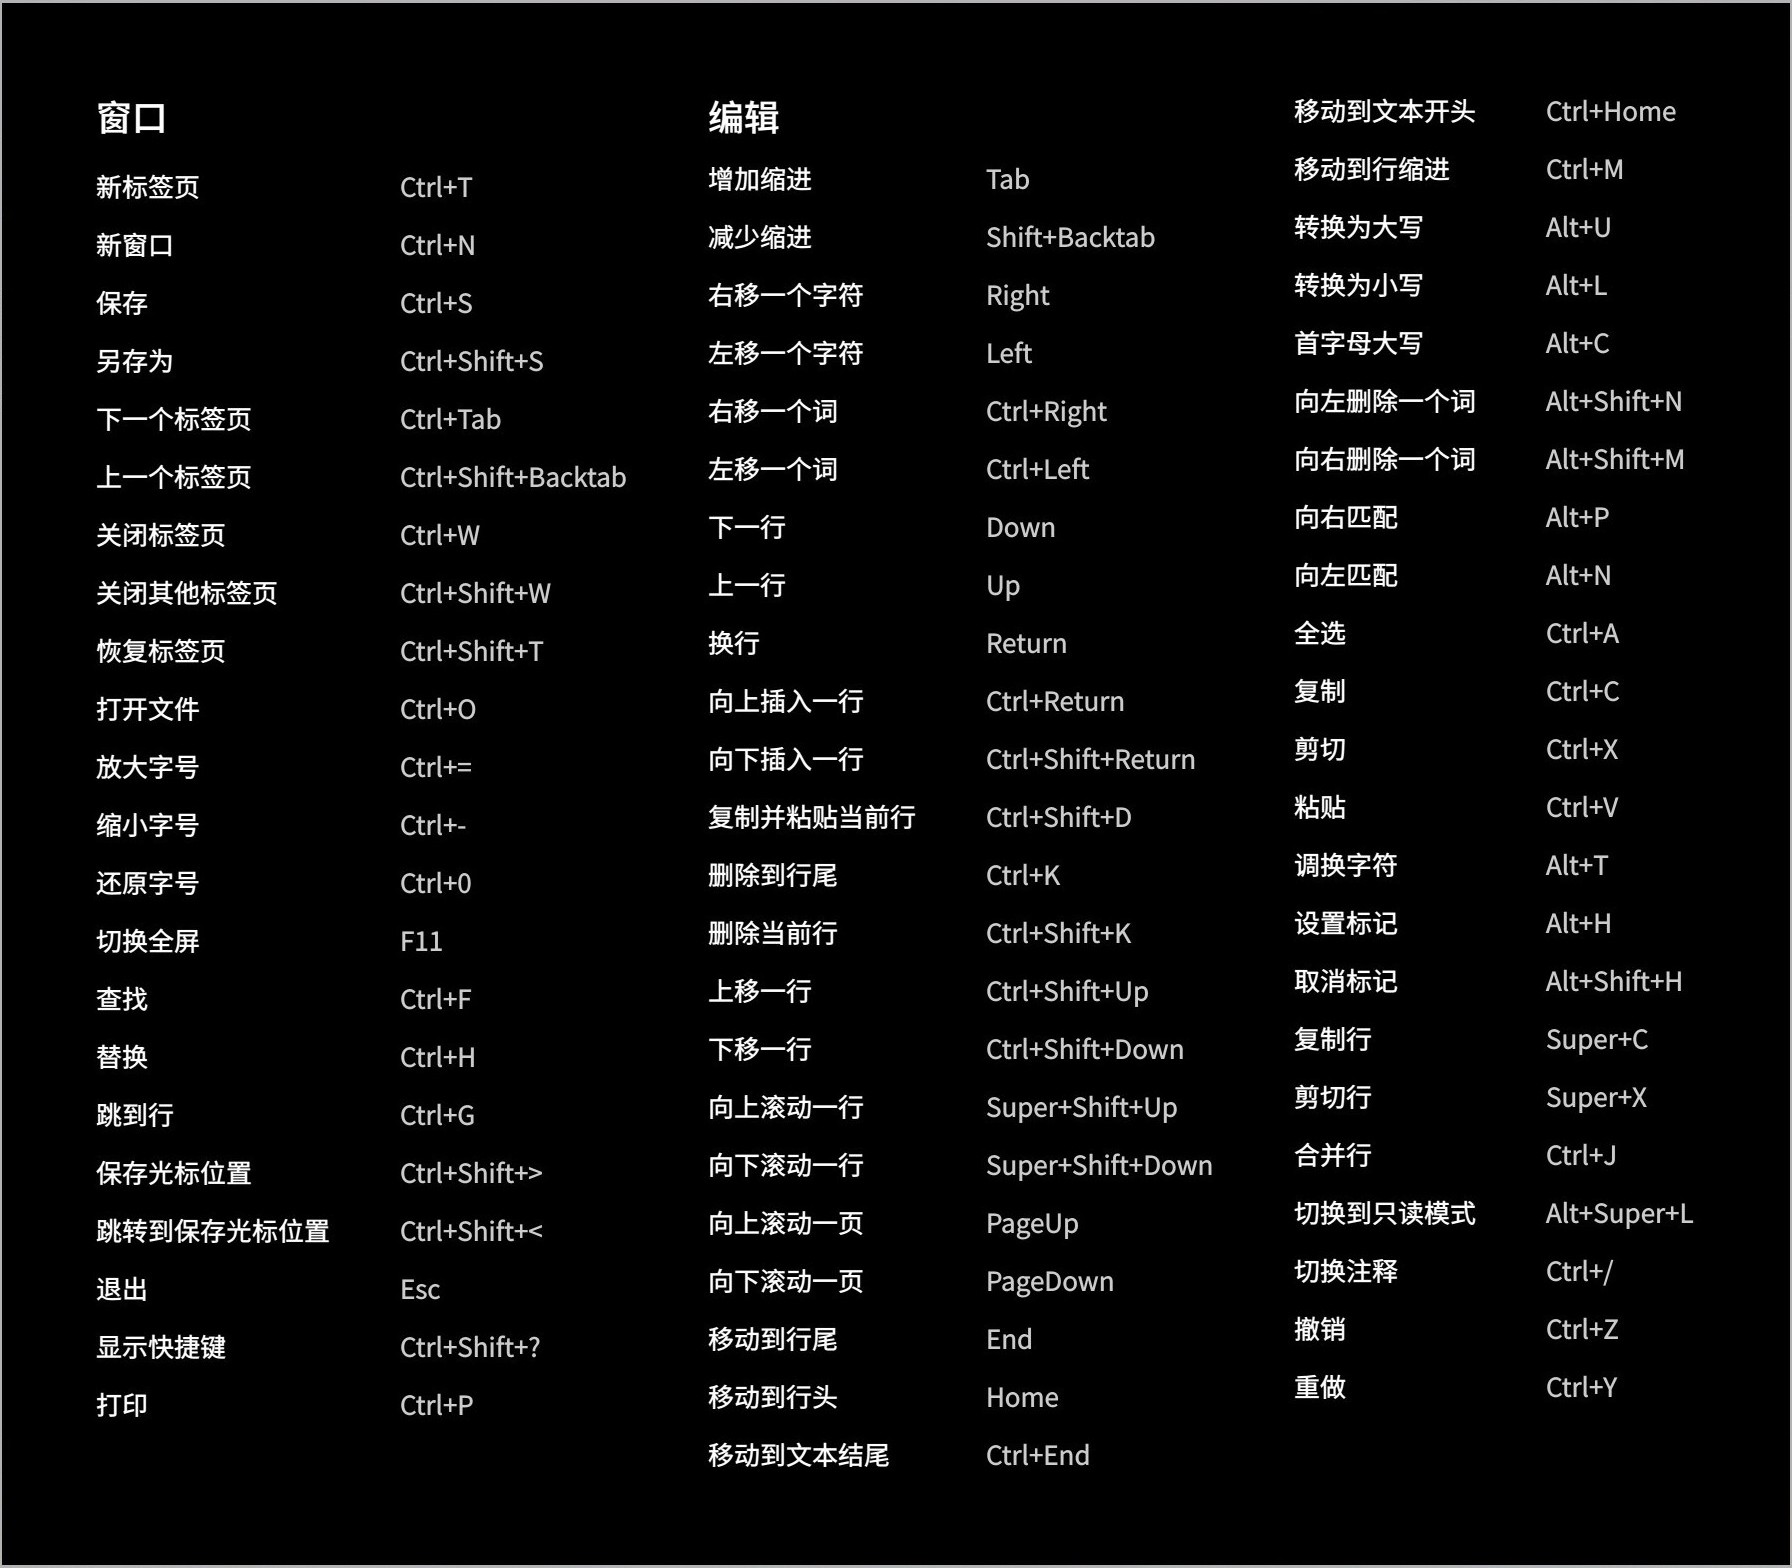 窗口
新标签页 Ctrl+T
新窗口 Ctrl+N
保存 Ctrl+S
另存为 Ctrl+Shift+S
下一个标签页 Ctrl+Tab
上一个标签页 Ctrl+Shift+Backtab
关闭标签页 Ctrl+W
关闭其他标签页 Ctrl+Shift+W
恢复标签页 Ctrl+Shift+T
打开文件 Ctrl+O
放大字号 Ctrl+=
缩小字号 Ctrl+-
还原字号 Ctrl+0
切换全屏 F11
查找 Ctrl+F
替换 Ctrl+H
跳到行 Ctrl+G
保存光标位置 Ctrl+Shift+>
跳转到保存光标位置 Ctrl+Shift+<
退出 Esc
显示快捷键 Ctrl+Shift+?
打印 Ctrl+P
编辑
增加缩进 Tab
减少缩进 Shift+Backtab
右移一个字符 Right
左移一个字符 Left
右移一个词 Ctrl+Right
左移一个词 Ctrl+Left
下一行 Down
上一行 Up
换行 Return
向上插入一行 Ctrl+Return
向下插入一行 Ctrl+Shift+Return
复制并粘贴当前行 Ctrl+Shift+D
删除到行尾 Ctrl+K
删除当前行 Ctrl+Shift+K
上移一行 Ctrl+Shift+Up
下移一行 Ctrl+Shift+Down
向上滚动一行 Super+Shift+Up
向下滚动一行 Super+Shift+Down
向上滚动一页 PageUp
向下滚动一页 PageDown
移动到行尾 End
移动到行头 Home
移动到文本结尾 Ctrl+End
移动到文本开头 Ctrl+Home
移动到行缩进 Ctrl+M
转换为大写 Alt+U
转换为小写 Alt+L
首字母大写 Alt+C
向左删除一个词 Alt+Shift+N
向右删除一个词 Alt+Shift+M
向右匹配 Alt+P
向左匹配 Alt+N
全选 Ctrl+A
复制 Ctrl+C
剪切 Ctrl+X
粘贴 Ctrl+V
调换字符 Alt+T
设置标记 Alt+H
取消标记 Alt+Shift+H
复制行 Super+C
剪切行 Super+X
合并行 Ctrl+J
切换到只读模式 Alt+Super+L
切换注释 Ctrl+/
撤销 Ctrl+Z
重做 Ctrl+Y